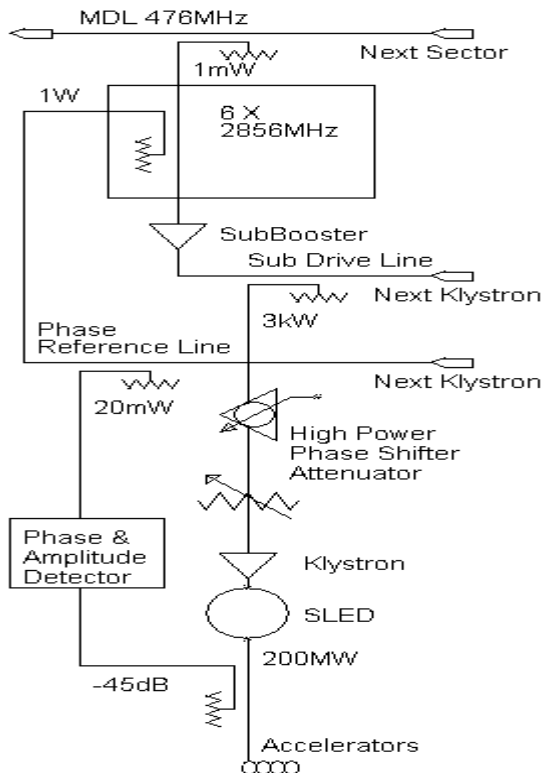 MDL 476MHz
Next Sector
1mW
1W
6 X
2856MHz
SubBooster
Sub Drive Line
Next Klystron
3kW
Phase
Reference Line
Next Klystron
20mW
High Power
Phase Shifter
Attenuator
Phase &
Amplitude
Detector
Klystron
SLED
200MW
-45dB
Accelerators